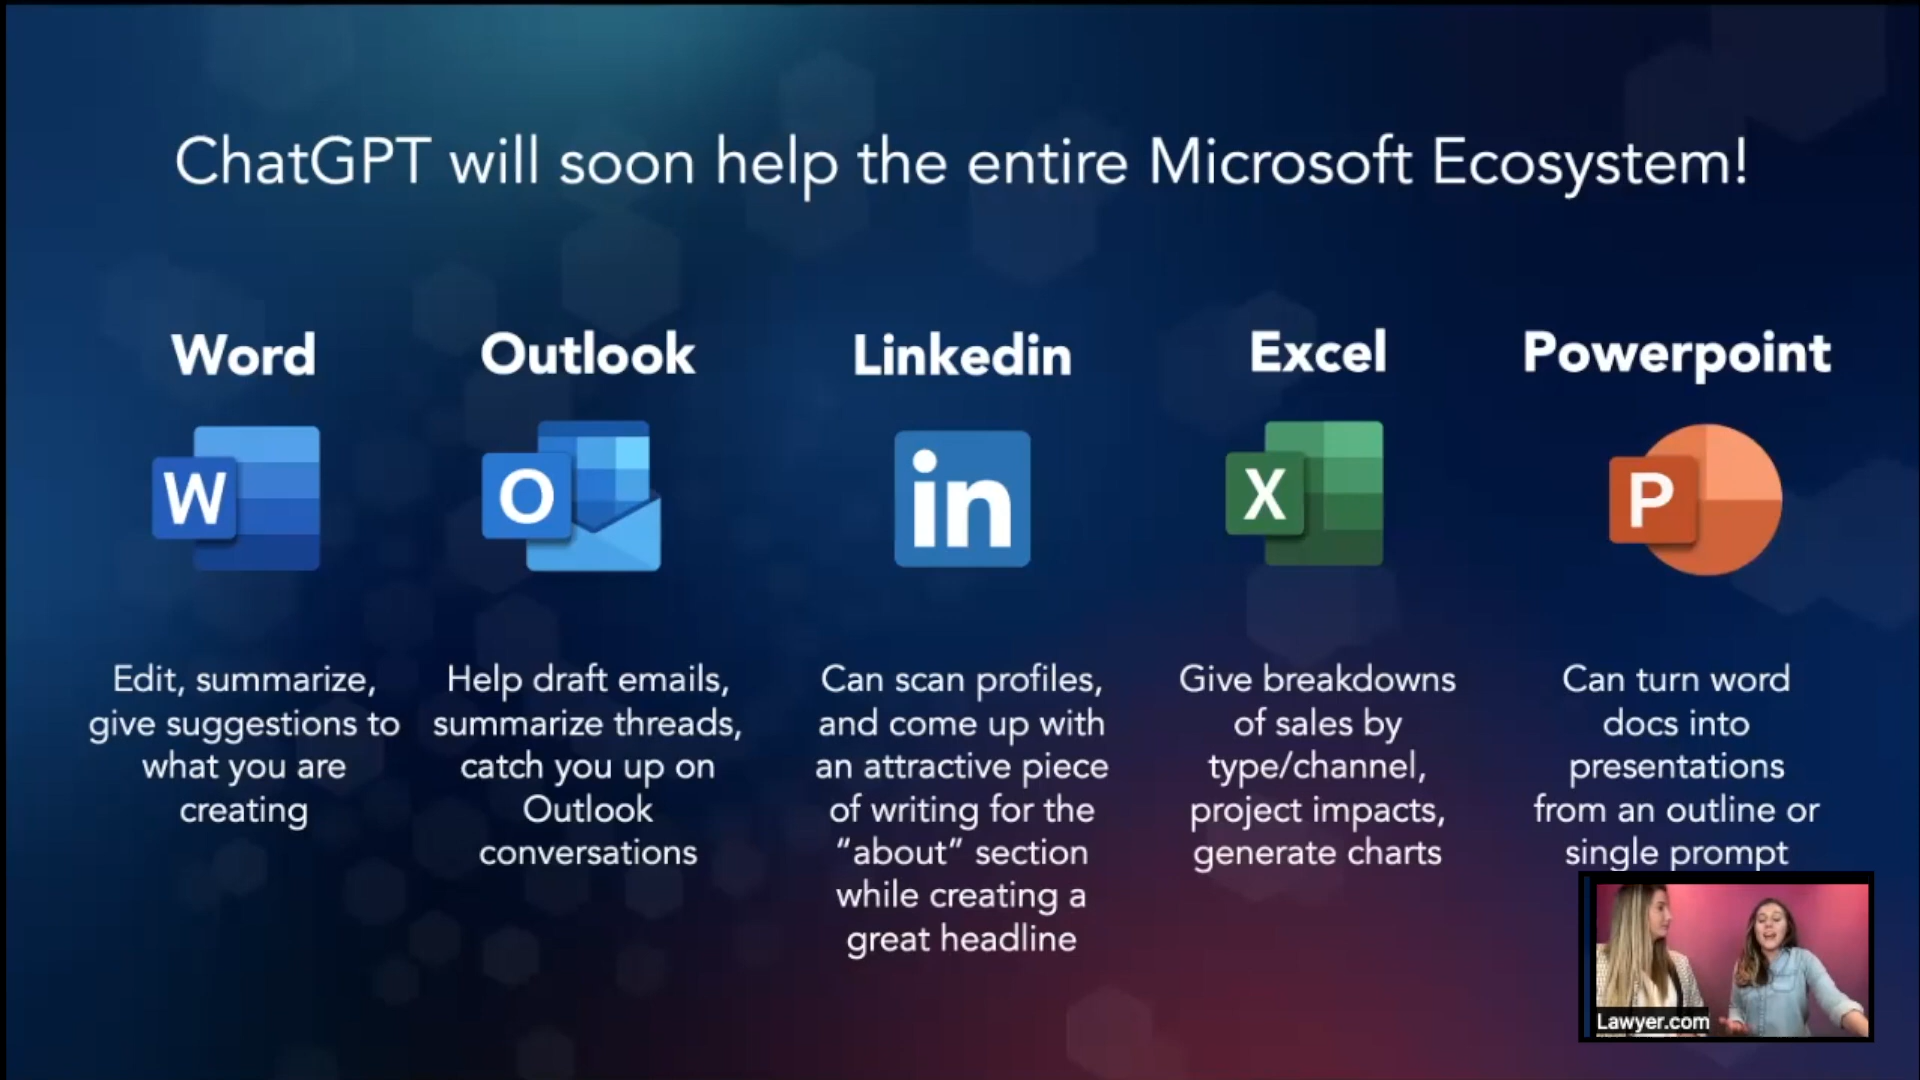 ChatGPT will soon help the entire Microsoft Ecosystem!
Word
W
Edit, summarize,
give suggestions to
what you are
creating
Outlook
O
Help draft emails,
summarize threads,
catch you up on
Outlook
conversations
Linkedin
in
Can scan profiles,
and come up with
an attractive piece
of writing for the
“about” section
while creating a
great headline
Excel
X
Give breakdowns
of sales by
type/channel,
project impacts,
generate charts
Powerpoint
P
Can turn word
docs into
presentations
from an outline or
single prompt
Lawyer.com